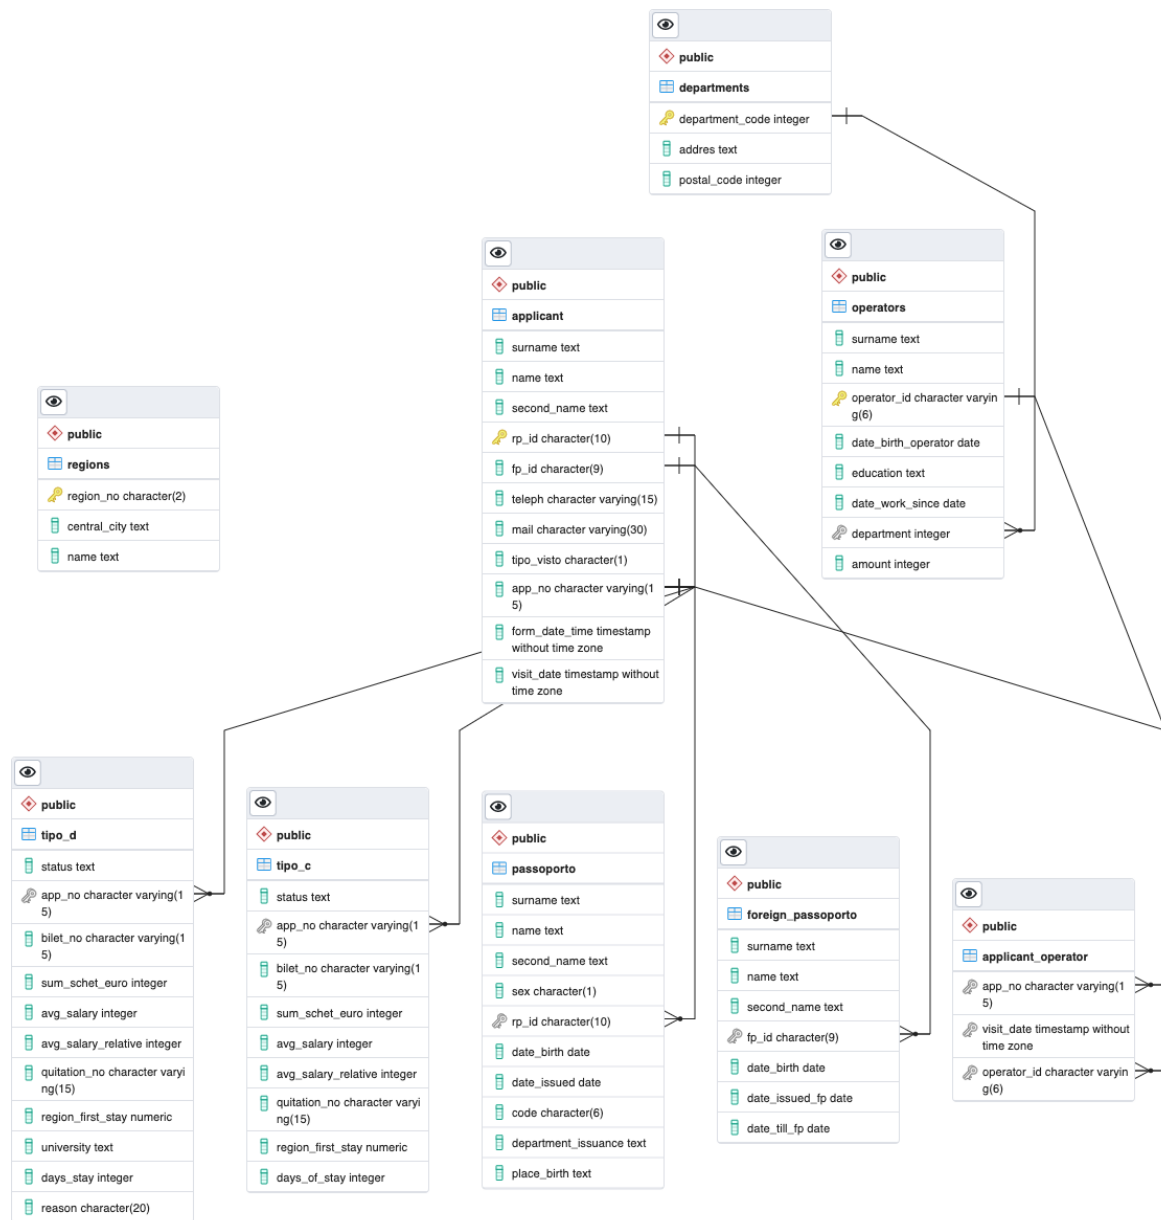 public
departments
department_code integer
addres text
postal_code integer
public
applicant
surname text
name text
second_name text
rp_id character(10)
fp_id character(9)
teleph character varying(15)
mail character varying(30)
tipo_visto character(1)
app_no character varying(1
5)
form_date_time timestamp
without time zone
visit_date timestamp without
time zone
public
operators
surname text
name text
operator_id character varyin
g(6)
date_birth_operator date
education text
date_work_since date
department integer
amount integer
public
regions
region_no character(2)
central_city text
name text
public
tipo_d
status text
app_no character varying(1
5)
bilet_no character varying(1
5)
sum_schet_euro integer
avg_salary integer
avg_salary_relative integer
quitation_no character varyi
ng(15)
region_first_stay numeric
university text
days_stay integer
reason character(20)
public
tipo_c
status text
app_no character varying(1
5)
bilet_no character varying(1
5)
sum_schet_euro integer
avg_salary integer
avg_salary_relative integer
quitation_no character varyi
ng(15)
region_first_stay numeric
days_of_stay integer
public
passoporto
surname text
name text
second_name text
sex character(1)
rp_id character(10)
date_birth date
date_issued date
code character(6)
department_issuance text
place_birth text
public
foreign_passoporto
surname text
name text
second_name text
fp_id character(9)
date_birth date
date_issued_fp date
date_till_fp date
public
applicant_operator
app_no character varying(1
5)
visit_date timestamp without
time zone
operator_id character varyin
g(6)